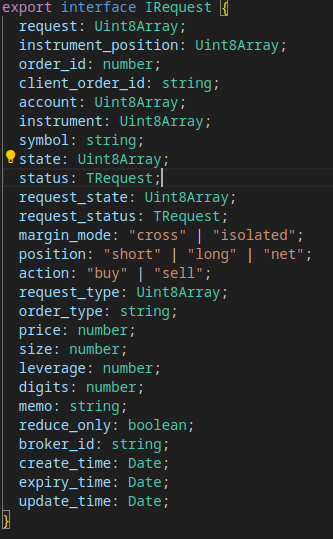 export interface IRequest {
request: Uint8Array;
instrument_position: Uint8Array;
order_id: number;
client_order_id: string;
account: Uint8Array;
instrument: Uint8Array;
symbol: string;
state: Uint8Array;
status: TRequest;
request_state: Uint8Array;
request_status: TRequest;
margin_mode: "cross" | "isolated";
position: "short" | "long" | "net";
action: "buy" | "sell";
request_type: Uint8Array;
order_type: string;
price: number;
size: number;
leverage: number;
digits: number;
memo: string;
reduce_only: boolean;
broker_id: string;
create_time: Date;
expiry_time: Date;
update_time: Date;
}